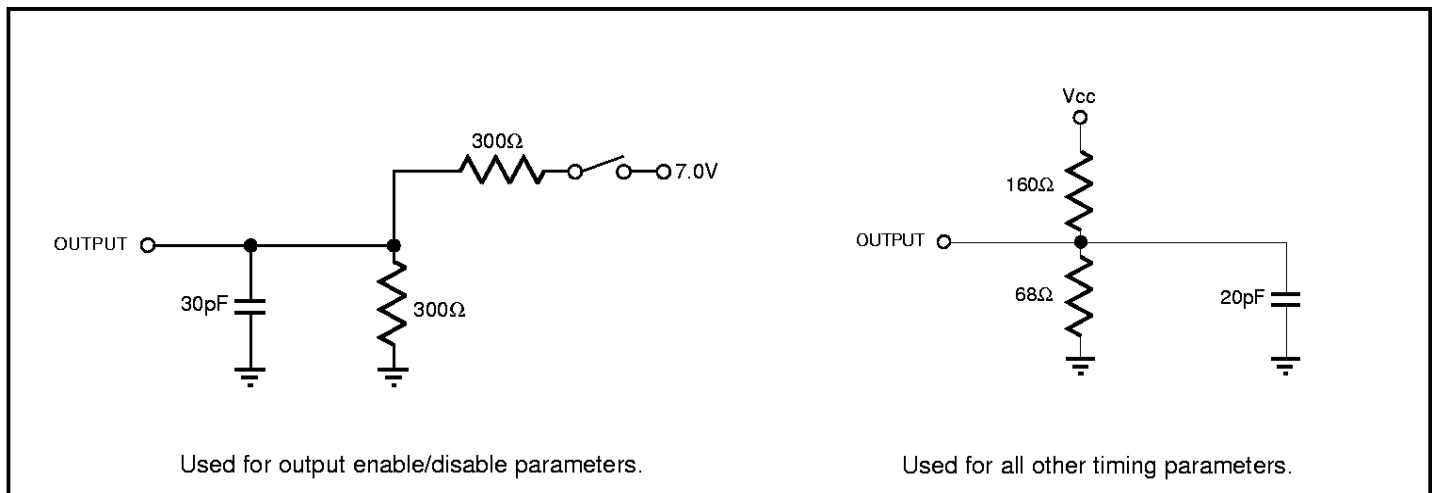 300Ω
7.0V
OUTPUT
30pF
300Ω
Used for output enable/disable parameters.
Vcc
160Ω
OUTPUT
68Ω
20pF
Used for all other timing parameters.